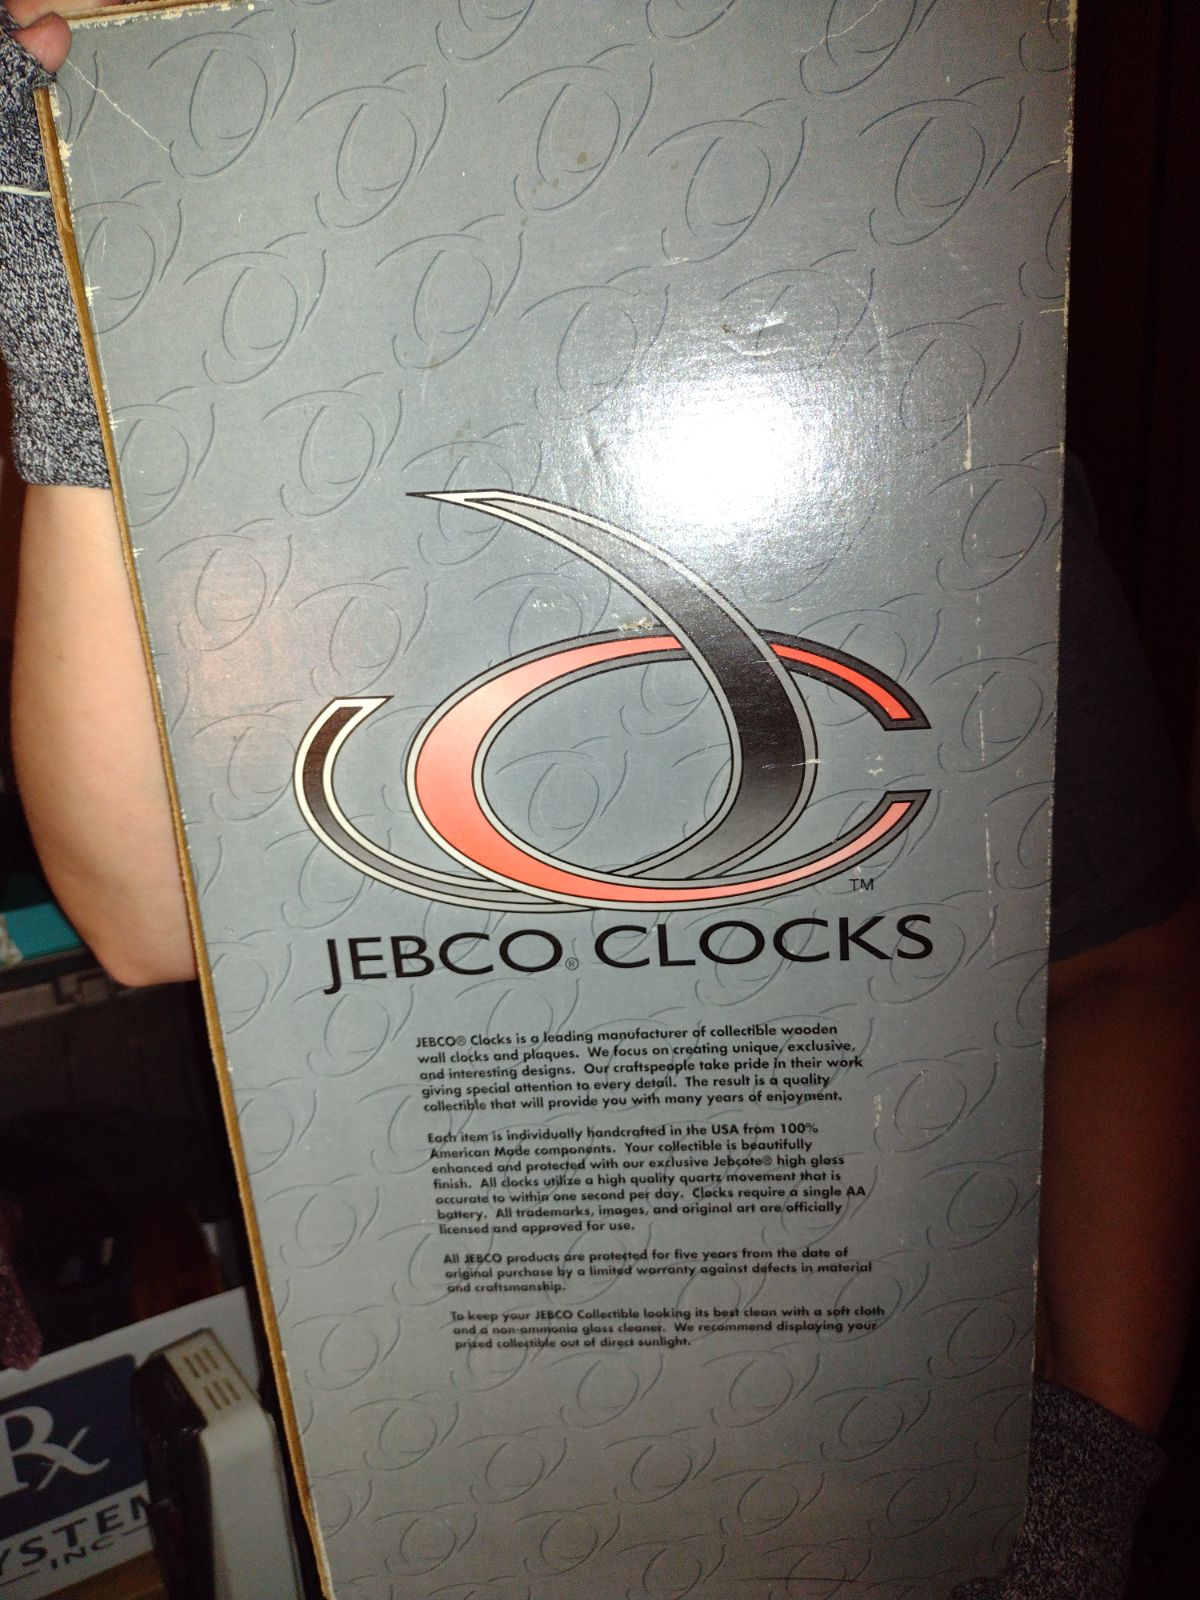 TM
JEBCO® CLOCKS
JEBCO® Clocks is a leading manufacturer of collectible wooden
wall clocks and plaques. We focus on creating unique, exclusive,
and interesting designs. Our craftspeople take pride in their work
giving special attention to every detail. The result is a quality
collectible that will provide you with many years of enjoyment.
Each item is individually handcrafted in the USA from 100%
American Made components. Your collectible is beautifully
enhanced and protected with our exclusive Jebcote® high gloss
finish. All clocks utilize a high quality quartz movement that is
accurate to within one second per day. Clocks require a single AA
battery. All trademarks, images, and original art are officially
licensed and approved for use.
All JEBCO products are protected for five years from the date of
original purchase by a limited warranty against defects in material
and craftsmanship.
To keep your JEBCO Collectible looking its best clean with a soft cloth
and a non-ammonia glass cleaner. We recommend displaying your
prized collectible out of direct sunlight.
Rx
YSTEM
INC